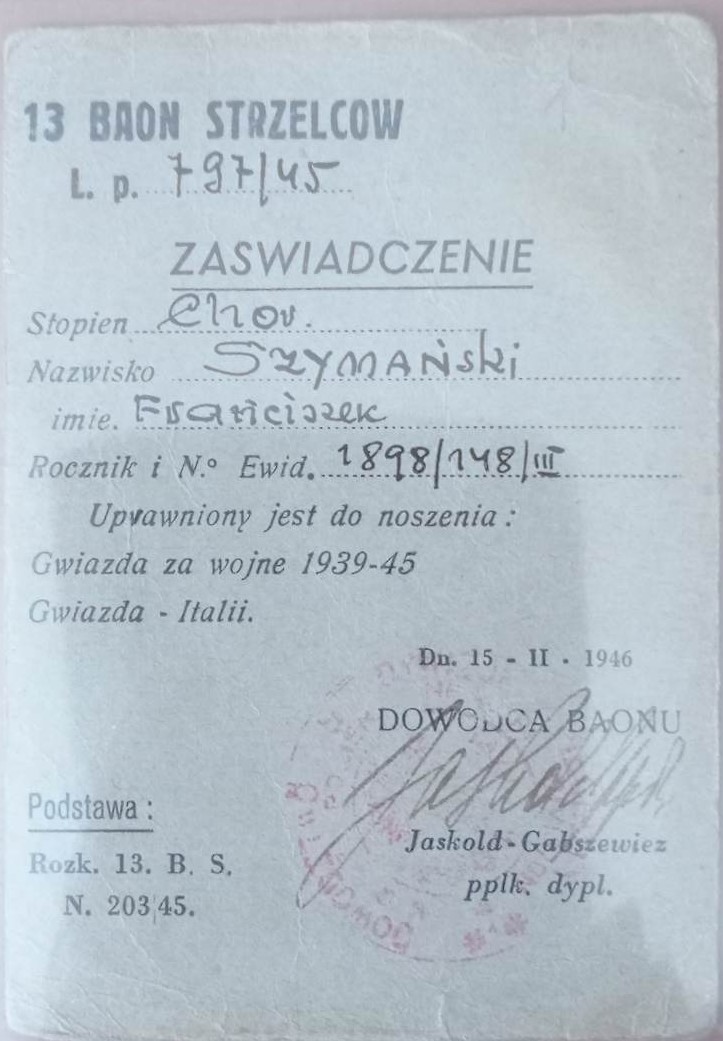 13 BAON STRZELCOW
L. p. 797/45
ZASWIADCZENIE
Stopien Chor.
Nazwisko SZYMAŃSki
imie. Franciszek
Rocznik i N.º Ewid. 1898/148/III
Uprawniony jest do noszenia :
Gwiazda za wojne 1939-45
Gwiazda - Italii.
Dn. 15 - II - 1946
DOWODCA BAONU
Jaskold-Gabszewiez
pplk. dypl.
Podstawa :
Rozk. 13. B. S.
N. 203/45.